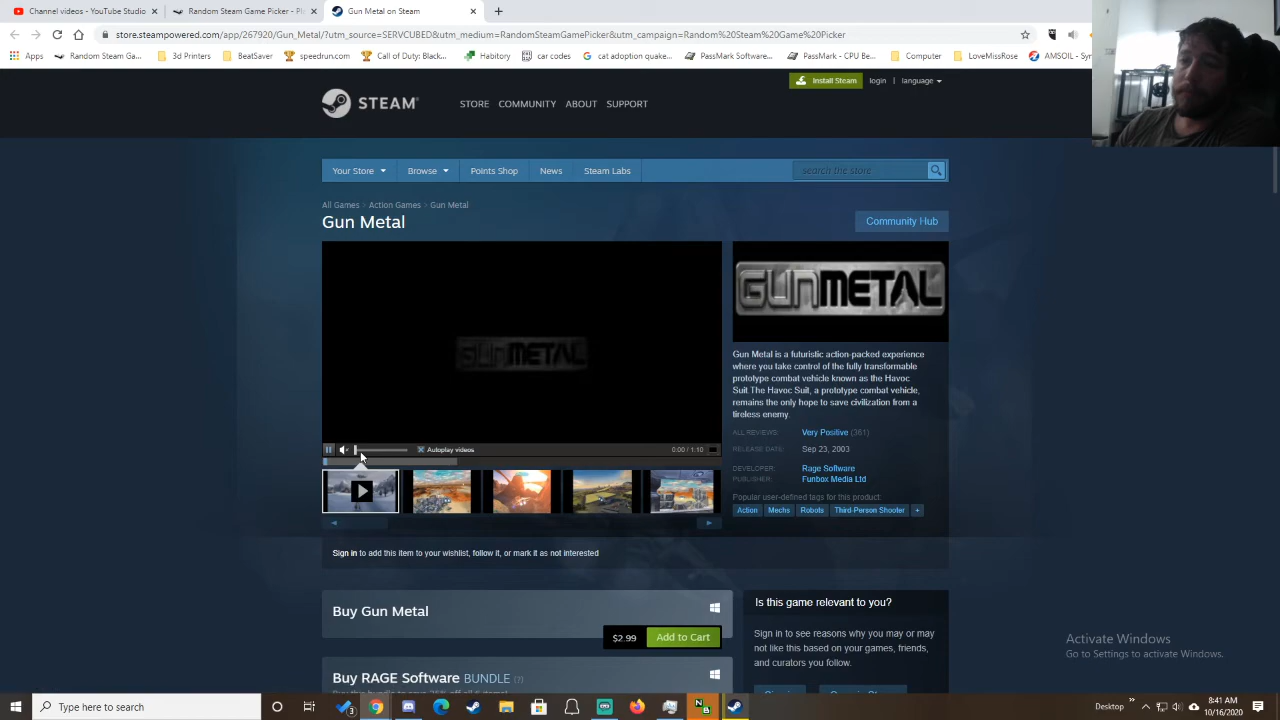 Channel videos - YouTube Studio
Random Steam Game Picker - Pl
Gun Metal on Steam
store.steampowered.com/app/267920/Gun_Metal/?utm_source=SERVCUBED&utm_medium=RandomSteamGamePicker&utm_campaign=Random%20Steam%20Game%20Picker
Apps
3d Printers
BeatSaver.com
speedrun.com
Call of Duty: Black...
Habitory
car codes
cat adoption quake...
PassMark Software...
PassMark - CPU Be...
Computer
LoveMissRose
AMSOIL - Syn
Install Steam
login
language
STEAM
STORE
COMMUNITY
ABOUT
SUPPORT
Your Store
Browse
Points Shop
News
Steam Labs
search the store
All Games > Action Games > Gun Metal
Gun Metal
Community Hub
GUNMETAL
GUNMETAL
Gun Metal is a futuristic action-packed experience
where you take control of the fully transformable
prototype combat vehicle known as the Havoc
Suit The Havoc Suit, a prototype combat vehicle,
remains the only hope to save civilization from a
tireless enemy.
ALL REVIEWS: Very Positive (361)
RELEASE DATE: Sep 23, 2003
DEVELOPER: Rage Software
PUBLISHER: Funbox Media Ltd
Popular user-defined tags for this product:
Action
Mechs
Robots
Third-Person Shooter
+
Autoplay videos
0:00 / 1:10
Sign in to add this item to your wishlist, follow it, or mark it as not interested
Buy Gun Metal
$2.99
Add to Cart
Buy RAGE Software BUNDLE (?)
Is this game relevant to you?
Sign in to see reasons why you may or may
not like this based on your games, friends,
and curators you follow.
Activate Windows
Go to Settings to activate Windows.
Type here to search
Desktop
8:41 AM
10/16/2020